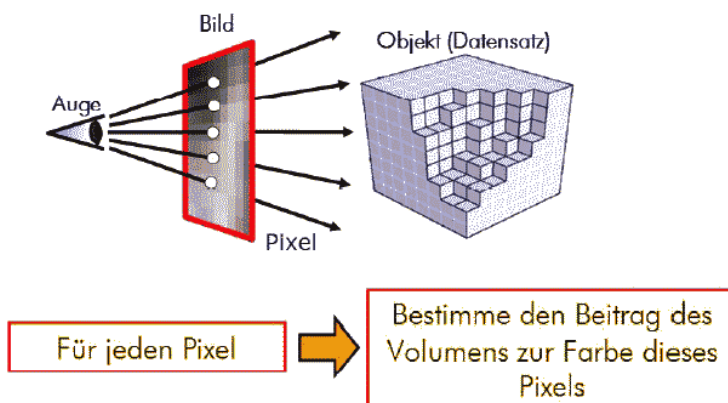 Bild
Objekt (Datensatz)
Auge
Pixel
Für jeden Pixel
Bestimme den Beitrag des
Volumens zur Farbe dieses
Pixels